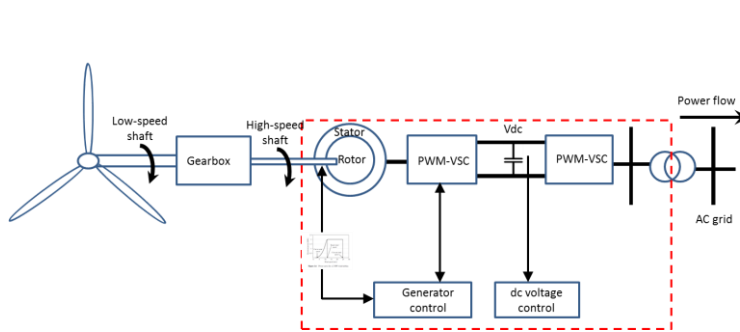 Power flow
Low-speed
shaft
High-speed
shaft
Stator
Vdc
Gearbox
Rotor
PWM-VSC
PWM-VSC
AC grid
Generator
control
dc voltage
control